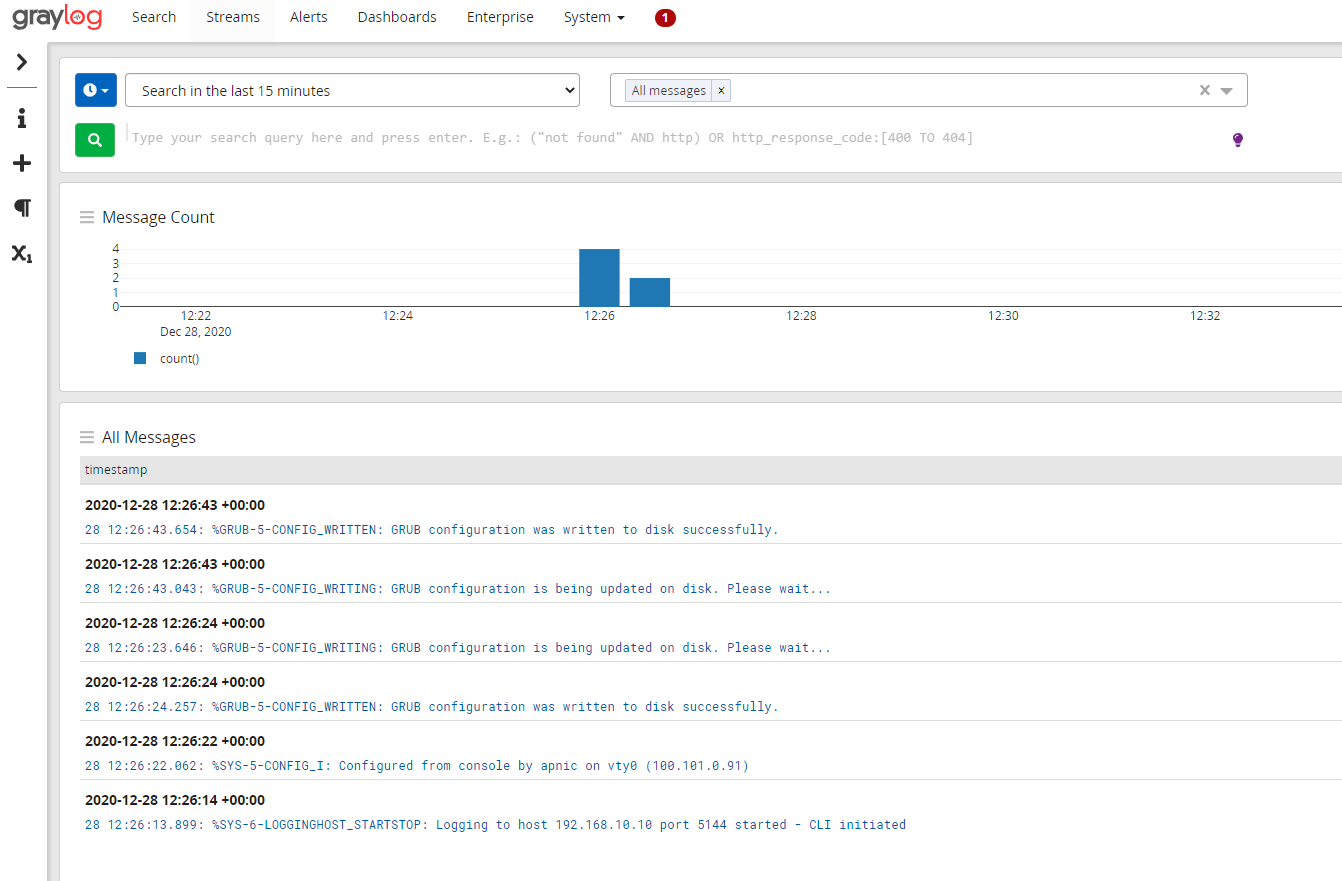 graylog Search Streams Alerts Dashboards Enterprise System 1
Search in the last 15 minutes All messages x
Type your search query here and press enter. E.g.: ("not found" AND http) OR http_response_code:[400 TO 404]
X₁
Message Count
4
3
2
1
0
12:22 12:24 12:26 12:28 12:30 12:32
Dec 28, 2020
count()
All Messages
timestamp
2020-12-28 12:26:43 +00:00
28 12:26:43.654: %GRUB-5-CONFIG_WRITTEN: GRUB configuration was written to disk successfully.
2020-12-28 12:26:43 +00:00
28 12:26:43.043: %GRUB-5-CONFIG_WRITING: GRUB configuration is being updated on disk. Please wait...
2020-12-28 12:26:24 +00:00
28 12:26:23.646: %GRUB-5-CONFIG_WRITING: GRUB configuration is being updated on disk. Please wait...
2020-12-28 12:26:24 +00:00
28 12:26:24.257: %GRUB-5-CONFIG_WRITTEN: GRUB configuration was written to disk successfully.
2020-12-28 12:26:22 +00:00
28 12:26:22.062: %SYS-5-CONFIG_I: Configured from console by apnic on vty0 (100.101.0.91)
2020-12-28 12:26:14 +00:00
28 12:26:13.899: %SYS-6-LOGGINGHOST_STARTSTOP: Logging to host 192.168.10.10 port 5144 started - CLI initiated